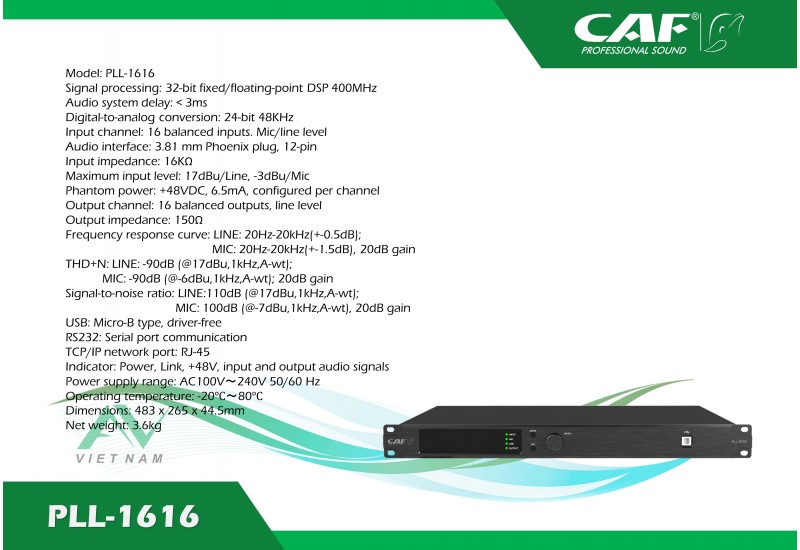 CAF®
PROFESSIONAL SOUND
Model: PLL-1616
Signal processing: 32-bit fixed/floating-point DSP 400MHz
Audio system delay: < 3ms
Digital-to-analog conversion: 24-bit 48KHz
Input channel: 16 balanced inputs. Mic/line level
Audio interface: 3.81 mm Phoenix plug, 12-pin
Input impedance: 16KΩ
Maximum input level: 17dBu/Line, -3dBu/Mic
Phantom power: +48VDC, 6.5mA, configured per channel
Output channel: 16 balanced outputs, line level
Output impedance: 150Ω
Frequency response curve: LINE: 20Hz-20kHz(+-0.5dB);
MIC: 20Hz-20kHz(+-1.5dB), 20dB gain
THD+N: LINE: -90dB (@17dBu,1kHz,A-wt);
MIC: -90dB (@-6dBu,1kHz,A-wt); 20dB gain
Signal-to-noise ratio: LINE:110dB (@17dBu,1kHz,A-wt);
MIC: 100dB (@-7dBu,1kHz,A-wt), 20dB gain
USB: Micro-B type, driver-free
RS232: Serial port communication
TCP/IP network port: RJ-45
Indicator: Power, Link, +48V, input and output audio signals
Power supply range: AC100V～240V 50/60 Hz
Operating temperature: -20℃～80℃
Dimensions: 483 x 265 x 44.5mm
Net weight: 3.6kg
AV
VIETNAM
CAF
PLL-1616